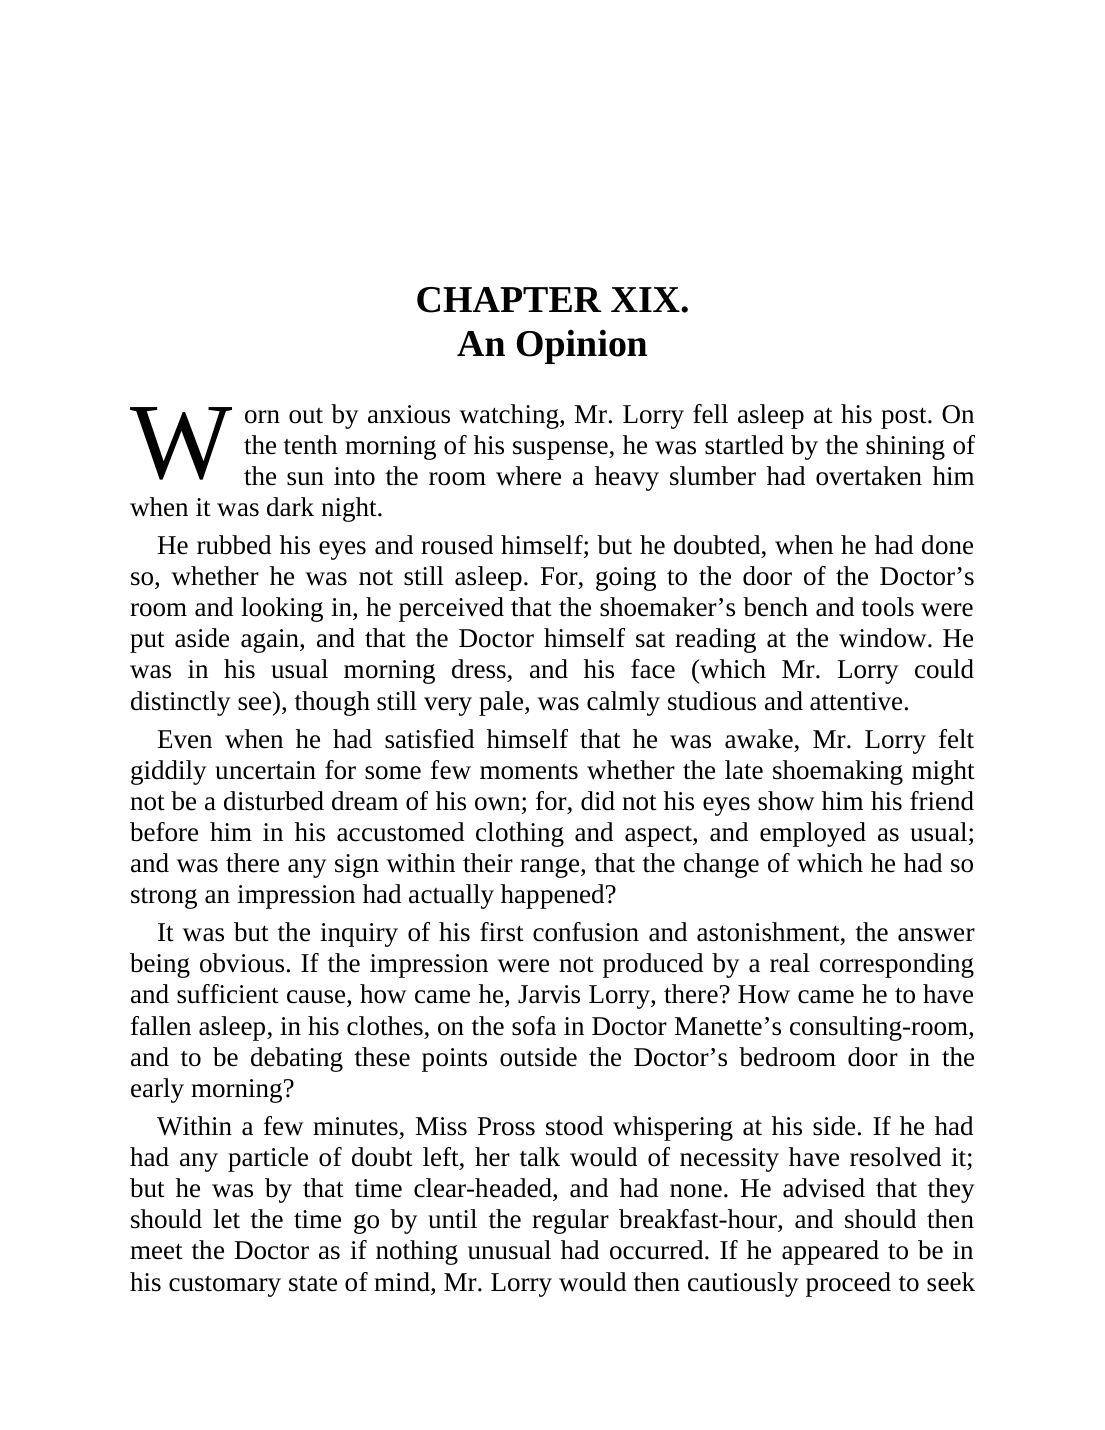 CHAPTER XIX.
An Opinion
Worn out by anxious watching, Mr. Lorry fell asleep at his post. On
the tenth morning of his suspense, he was startled by the shining of
the sun into the room where a heavy slumber had overtaken him
when it was dark night.
He rubbed his eyes and roused himself; but he doubted, when he had done
so, whether he was not still asleep. For, going to the door of the Doctor’s
room and looking in, he perceived that the shoemaker’s bench and tools were
put aside again, and that the Doctor himself sat reading at the window. He
was in his usual morning dress, and his face (which Mr. Lorry could
distinctly see), though still very pale, was calmly studious and attentive.
Even when he had satisfied himself that he was awake, Mr. Lorry felt
giddily uncertain for some few moments whether the late shoemaking might
not be a disturbed dream of his own; for, did not his eyes show him his friend
before him in his accustomed clothing and aspect, and employed as usual;
and was there any sign within their range, that the change of which he had so
strong an impression had actually happened?
It was but the inquiry of his first confusion and astonishment, the answer
being obvious. If the impression were not produced by a real corresponding
and sufficient cause, how came he, Jarvis Lorry, there? How came he to have
fallen asleep, in his clothes, on the sofa in Doctor Manette’s consulting-room,
and to be debating these points outside the Doctor’s bedroom door in the
early morning?
Within a few minutes, Miss Pross stood whispering at his side. If he had
had any particle of doubt left, her talk would of necessity have resolved it;
but he was by that time clear-headed, and had none. He advised that they
should let the time go by until the regular breakfast-hour, and should then
meet the Doctor as if nothing unusual had occurred. If he appeared to be in
his customary state of mind, Mr. Lorry would then cautiously proceed to seek